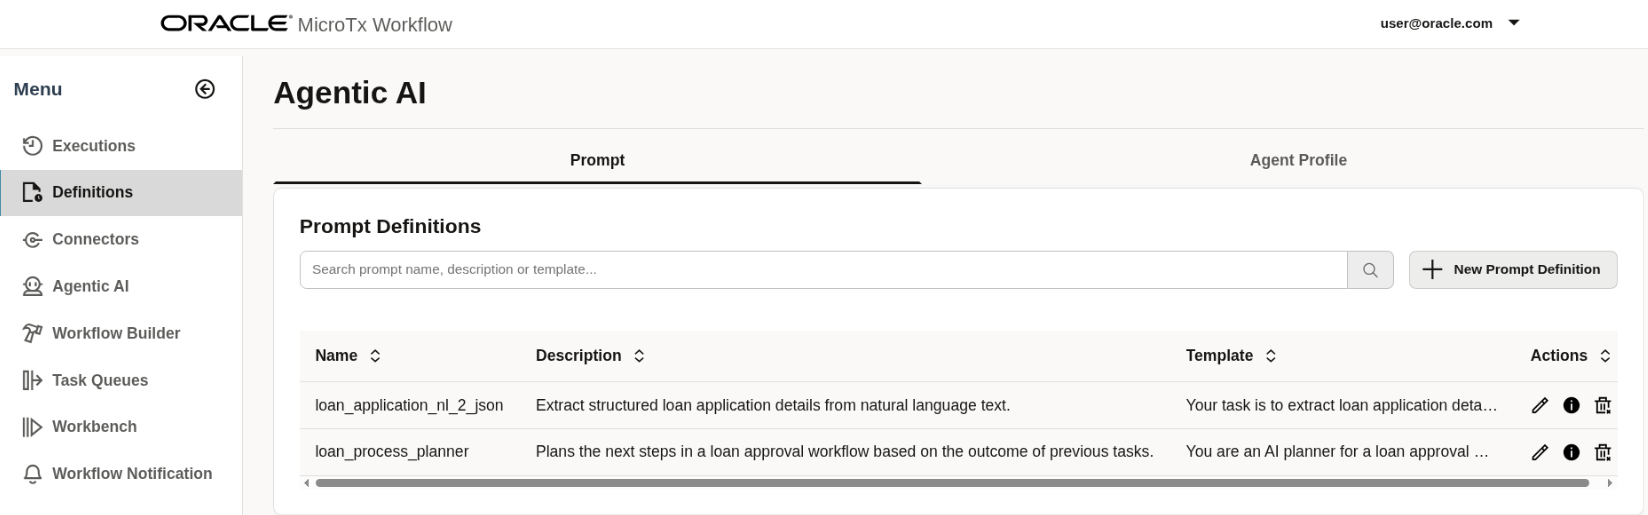 ORACLE® MicroTx Workflow
user@oracle.com
Menu
Executions
Definitions
Connectors
Agentic AI
Workflow Builder
Task Queues
Workbench
Workflow Notification
Agentic AI
Prompt
Agent Profile
Prompt Definitions
Search prompt name, description or template...
New Prompt Definition
Name Description Template Actions
loan_application_nl_2_json Extract structured loan application details from natural language text. Your task is to extract loan application deta...
loan_process_planner Plans the next steps in a loan approval workflow based on the outcome of previous tasks. You are an AI planner for a loan approval ...